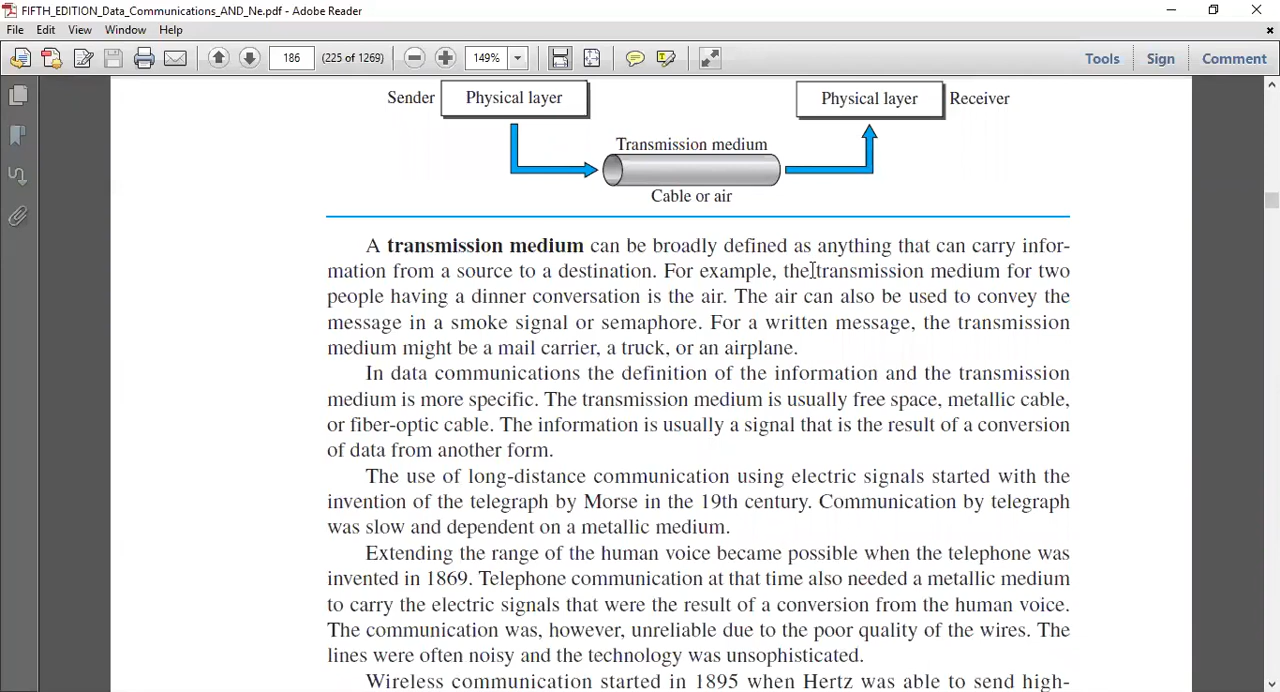 FIFTH_EDITION_Data_Communications_AND_Ne.pdf - Adobe Reader
File Edit View Window Help
186 (225 of 1269) 149% Tools Sign Comment
Sender Physical layer Physical layer Receiver
Transmission medium
Cable or air
A transmission medium can be broadly defined as anything that can carry infor-
mation from a source to a destination. For example, the transmission medium for two
people having a dinner conversation is the air. The air can also be used to convey the
message in a smoke signal or semaphore. For a written message, the transmission
medium might be a mail carrier, a truck, or an airplane.
In data communications the definition of the information and the transmission
medium is more specific. The transmission medium is usually free space, metallic cable,
or fiber-optic cable. The information is usually a signal that is the result of a conversion
of data from another form.
The use of long-distance communication using electric signals started with the
invention of the telegraph by Morse in the 19th century. Communication by telegraph
was slow and dependent on a metallic medium.
Extending the range of the human voice became possible when the telephone was
invented in 1869. Telephone communication at that time also needed a metallic medium
to carry the electric signals that were the result of a conversion from the human voice.
The communication was, however, unreliable due to the poor quality of the wires. The
lines were often noisy and the technology was unsophisticated.
Wireless communication started in 1895 when Hertz was able to send high-